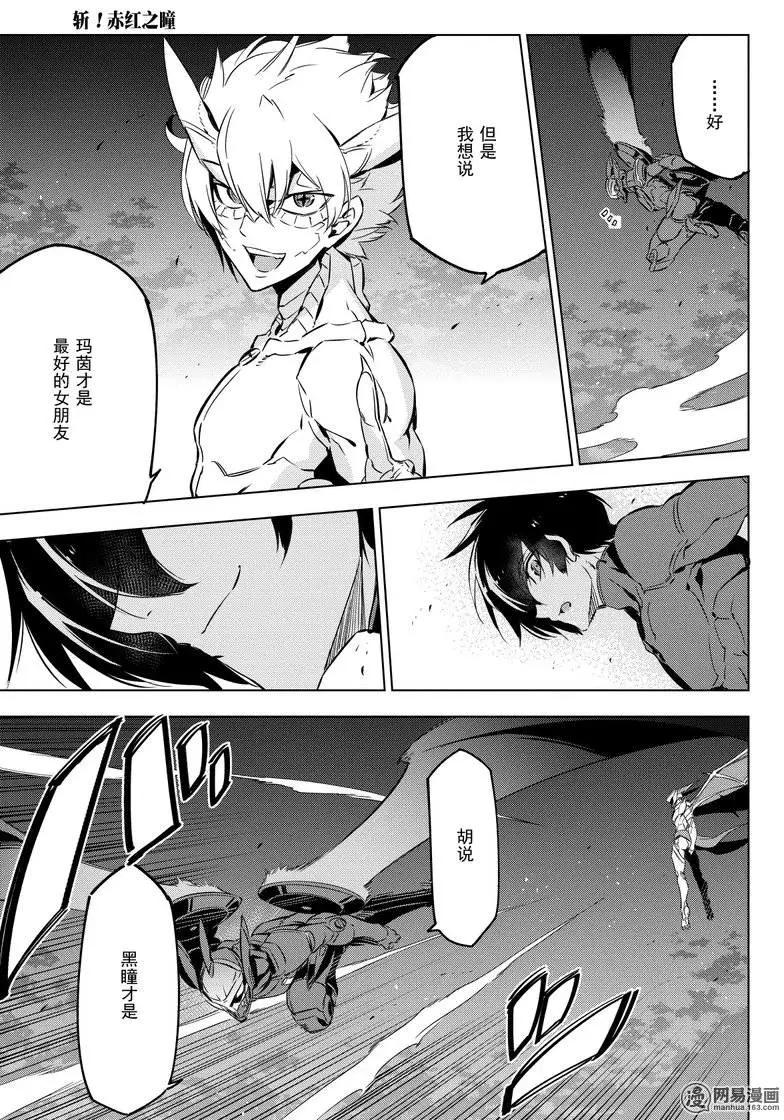 斩！赤红之瞳
……好
但是
我想说
玛茵才是
最好的女朋友
胡说
黑瞳才是
网易漫画
manhua.163.com